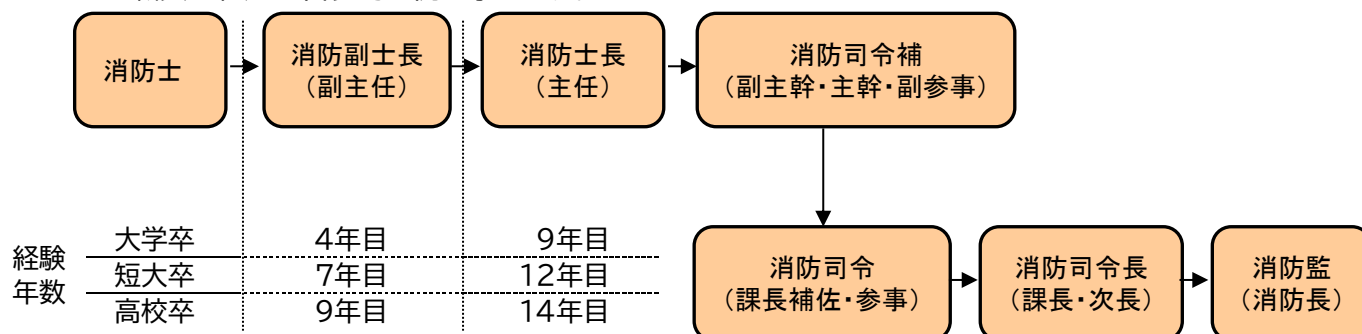 消防士
消防副士長
（副主任）
消防士長
（主任）
消防司令補
（副主幹・主幹・副参事）
経験
年数
大学卒 4年目 9年目
短大卒 7年目 12年目
高校卒 9年目 14年目
消防司令
（課長補佐・参事）
消防司令長
（課長・次長）
消防監
（消防長）